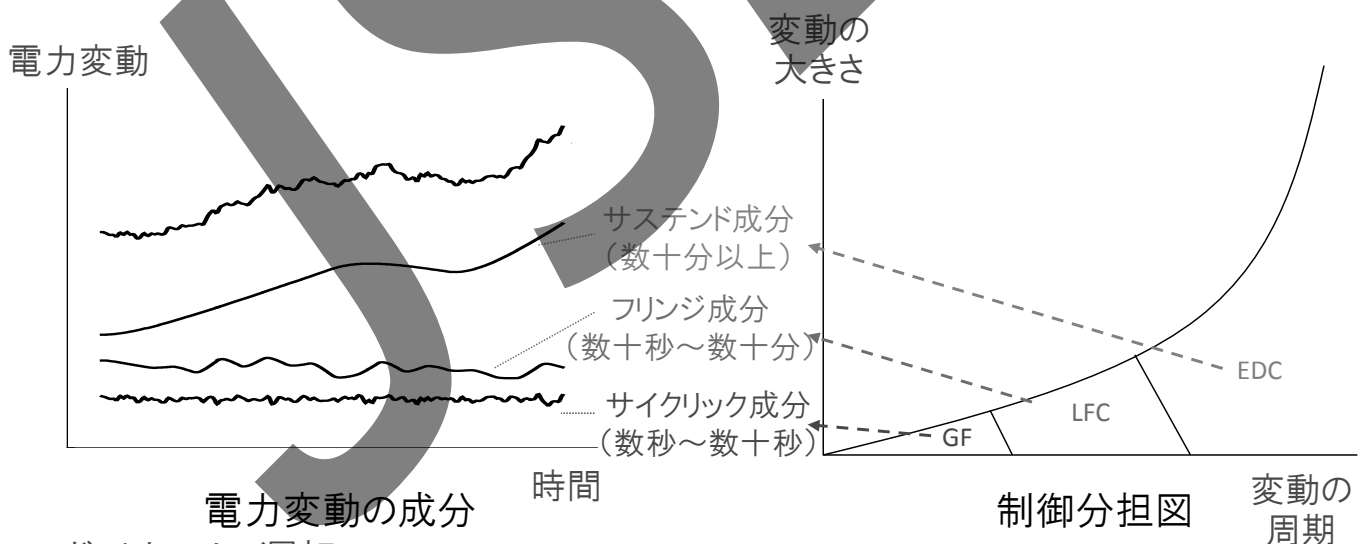 電力変動
変動の
大きさ
サステンド成分
（数十分以上）
フリンジ成分
（数十秒～数十分）
サイクリック成分
（数秒～数十秒）
EDC
LFC
GF
時間
電力変動の成分
制御分担図
変動の
周期